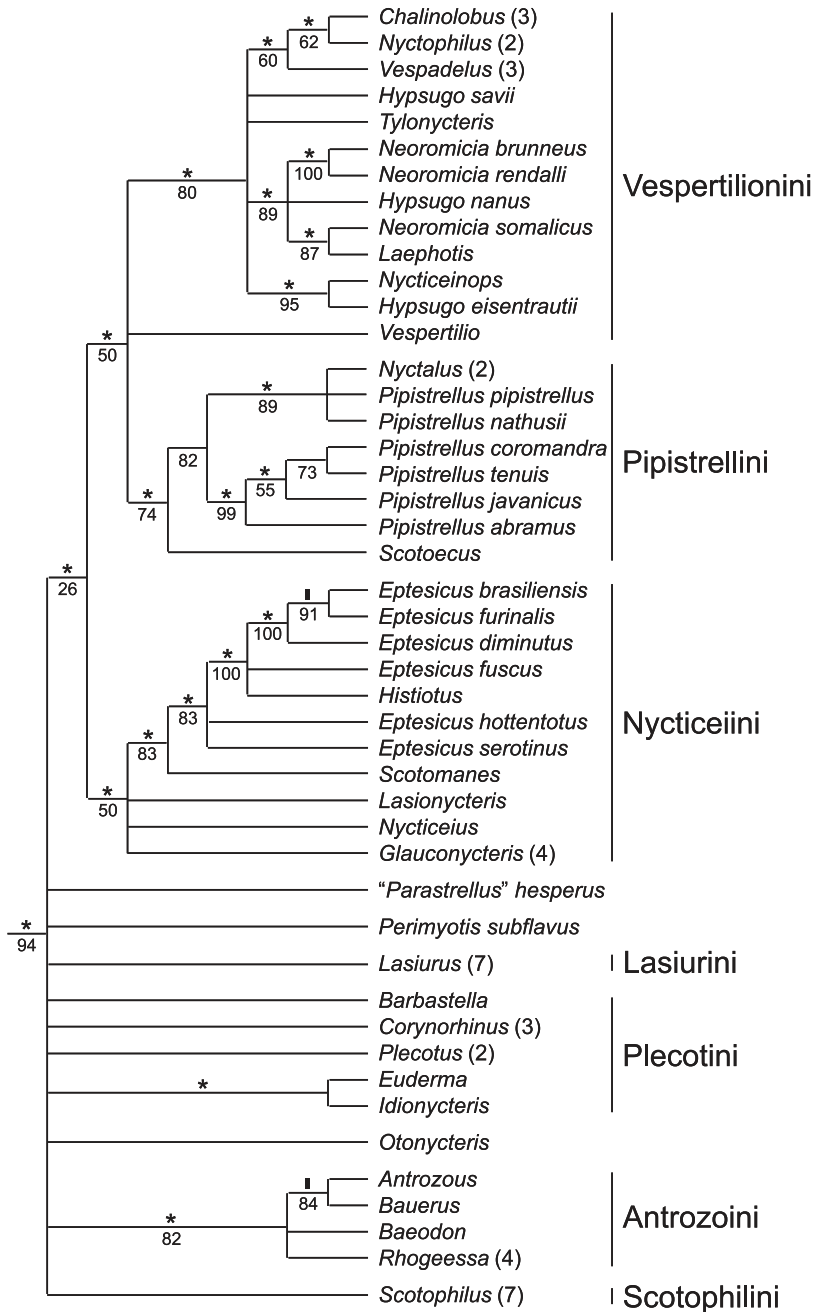 Chalinolobus (3)
*
* 62
Nyctophilus (2)
60
Vespadelus (3)
Hypsugo savii
Tylonycteris
Neoromicia brunneus
*
*
100
Neoromicia rendalli
80
Vespertilionini
*
Hypsugo nanus
89
Neoromicia somalicus
*
87
Laephotis
Nycticeinops
*
95
Hypsugo eisentrautii
Vespertilio
*
50
Nyctalus (2)
*
Pipistrellus pipistrellus
89
Pipistrellus nathusii
Pipistrellus coromandra
82
Pipistrellini
* 73
Pipistrellus tenuis
55
*
*
Pipistrellus javanicus
74
99
Pipistrellus abramus
Scotoecus
*
26
Eptesicus brasiliensis
91
Eptesicus furinalis
*
100
Eptesicus diminutus
*
100
Eptesicus fuscus
Histiotus
*
83
Eptesicus hottentotus
Nycticeiini
*
83
Eptesicus serotinus
Scotomanes
*
50
Lasionycteris
Nycticeius
Glauconycteris (4)
“Parastrellus” hesperus
*
94
Perimyotis subflavus
Lasiurus (7)
Lasiurini
Barbastella
Corynorhinus (3)
Plecotus (2)
Plecotini
*
Euderma
Idionycteris
Otonycteris
Antrozous
84
Bauerus
*
82
Baeodon
Antrozoini
Rhogeessa (4)
Scotophilus (7)
Scotophilini